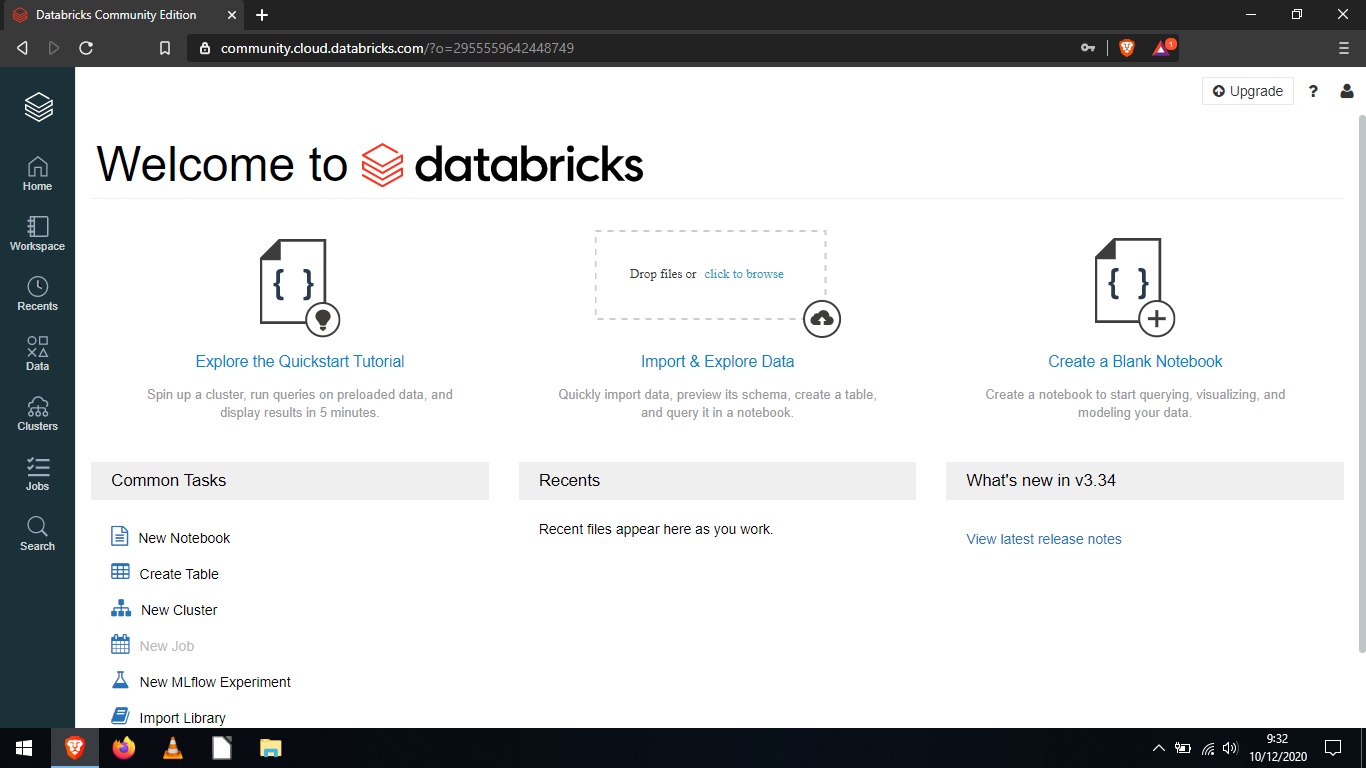 Databricks Community Edition
community.cloud.databricks.com/?o=2955559642448749
1
Upgrade ?
Welcome to databricks
Home
Workspace
Recents
Data
Clusters
Jobs
Search
{ }
Drop files or click to browse
{ }
Explore the Quickstart Tutorial
Spin up a cluster, run queries on preloaded data, and
display results in 5 minutes.
Import & Explore Data
Quickly import data, preview its schema, create a table,
and query it in a notebook.
Create a Blank Notebook
Create a notebook to start querying, visualizing, and
modeling your data.
Common Tasks
New Notebook
Create Table
New Cluster
New Job
New MLflow Experiment
Import Library
Recents
Recent files appear here as you work.
What's new in v3.34
View latest release notes
9:32
10/12/2020